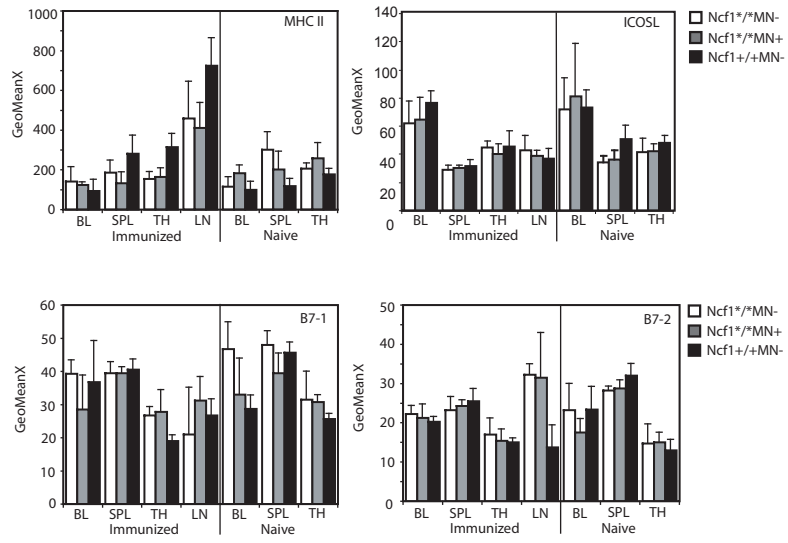 MHC II
GeoMeanX
1000
800
600
400
200
0
BL SPL TH LN BL SPL TH
Immunized Naive
ICOSL
GeoMeanX
140
120
100
80
60
40
20
0
BL SPL TH LN BL SPL TH
Immunized Naive
Ncf1*/*MN-
Ncf1*/*MN+
Ncf1+/+MN-
B7-1
GeoMeanX
60
50
40
30
20
10
0
BL SPL TH LN BL SPL TH
Immunized Naive
B7-2
GeoMeanX
50
40
30
20
10
0
BL SPL TH LN BL SPL TH
Immunized Naive
Ncf1*/*MN-
Ncf1*/*MN+
Ncf1+/+MN-